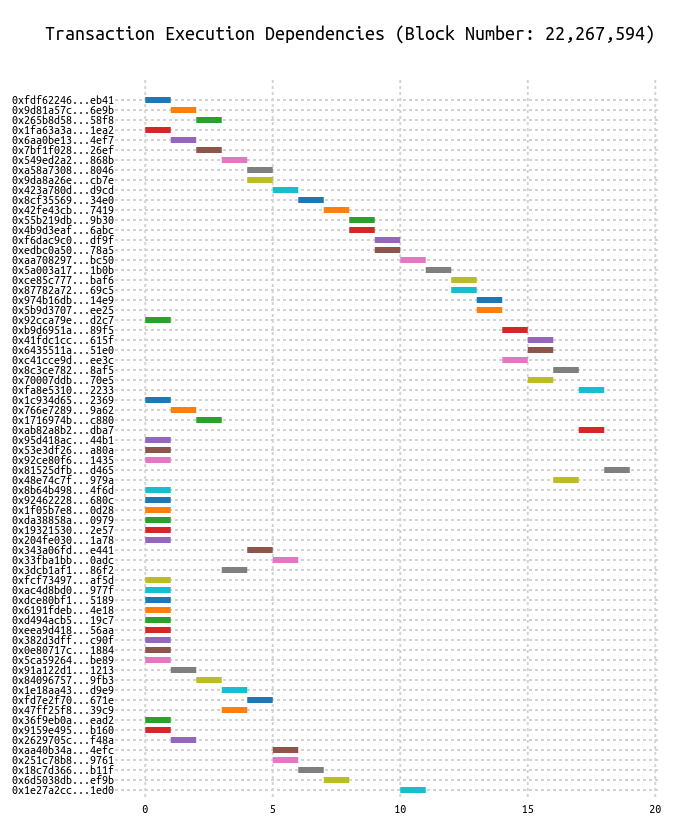 Transaction Execution Dependencies (Block Number: 22,267,594)
0xfdf62246...eb41
0x9d81a57c...6e9b
0x265b8d58...58f8
0x1fa63a3a...1ea2
0x6aa0be13...4ef7
0x7bf1f028...26ef
0x549ed2a2...868b
0xa58a7308...8046
0x9da8a26e...cb7e
0x423a780d...d9cd
0x8cf35569...34e0
0x42fe43cb...7419
0x55b219db...9b30
0x4b9d3eaf...6abc
0xf6dac9c0...df9f
0xedbc0a50...78a5
0xaa708297...bc50
0x5a003a17...1b0b
0xce85c777...baf6
0x87782a72...69c5
0x974b16db...14e9
0x5b9d3707...ee25
0x92cca79e...d2c7
0xb9d6951a...89f5
0x41fdc1cc...615f
0x6435511a...51e0
0xc41cce9d...ee3c
0x8c3ce782...8af5
0x70007ddb...70e5
0xfa8e5310...2233
0x1c934d65...2369
0x766e7289...9a62
0x1716974b...c880
0xab82a8b2...dba7
0x95d418ac...44b1
0x53e3df26...a80a
0x92ce80f6...1435
0x81525dfb...d465
0x48e74c7f...979a
0x8b64b498...4f6d
0x92462228...680c
0x1f05b7e8...0d28
0xda38858a...0979
0x19321530...2e57
0x204fe030...1a78
0x343a06fd...e441
0x33fba1bb...0adc
0x3dcb1af1...86f2
0xfcf73497...af5d
0xac4d8bd0...977f
0xdce80bf1...5189
0x6191fdeb...4e18
0xd494acb5...19c7
0xeea9d418...56aa
0x382d3dff...c90f
0x0e80717c...1884
0x5ca59264...be89
0x91a122d1...1213
0x84096757...9fb3
0x1e18aa43...d9e9
0xfd7e2f70...671e
0x47ff25f8...39c9
0x36f9eb0a...ead2
0x9159e495...b160
0x2629705c...f48a
0xaa40b34a...4efc
0x251c78b8...9761
0x18c7d366...b11f
0x6d5038db...ef9b
0x1e27a2cc...1ed0
0 5 10 15 20